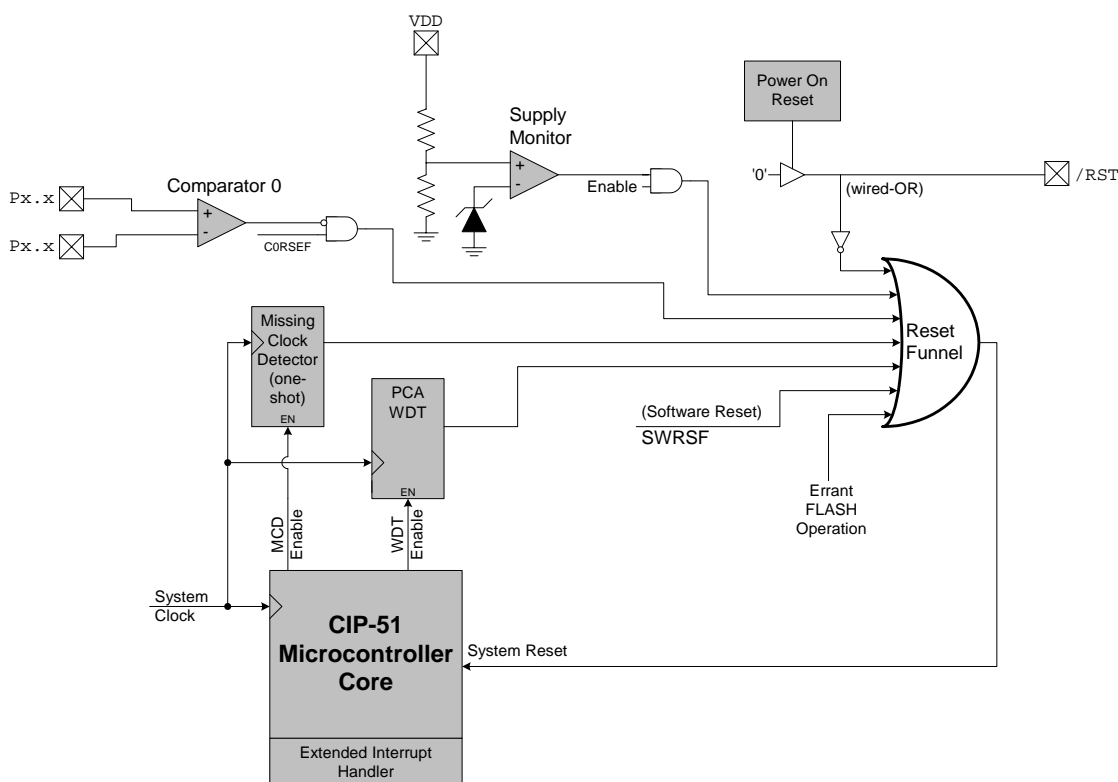 VDD
Power On
Reset
Supply
Monitor
+
-
Enable
'0'
(wired-OR)
/RST
Px.x
Px.x
Comparator 0
+
-
C0RSEF
Missing
Clock
Detector
(one-
shot)
EN
PCA
WDT
EN
(Software Reset)
SWRSF
Errant
FLASH
Operation
Reset
Funnel
MCD
Enable
WDT
Enable
System
Clock
CIP-51
Microcontroller
Core
System Reset
Extended Interrupt
Handler